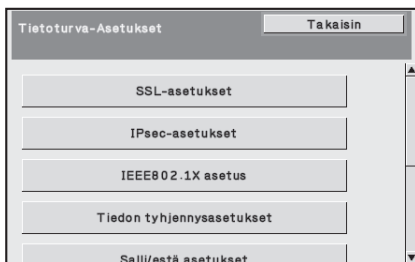 Tietoturva-Asetukset
Takaisin
SSL-asetukset
IPsec-asetukset
IEEE802.1X asetus
Tiedon tyhjennysasetukset
Salli/estä asetukset